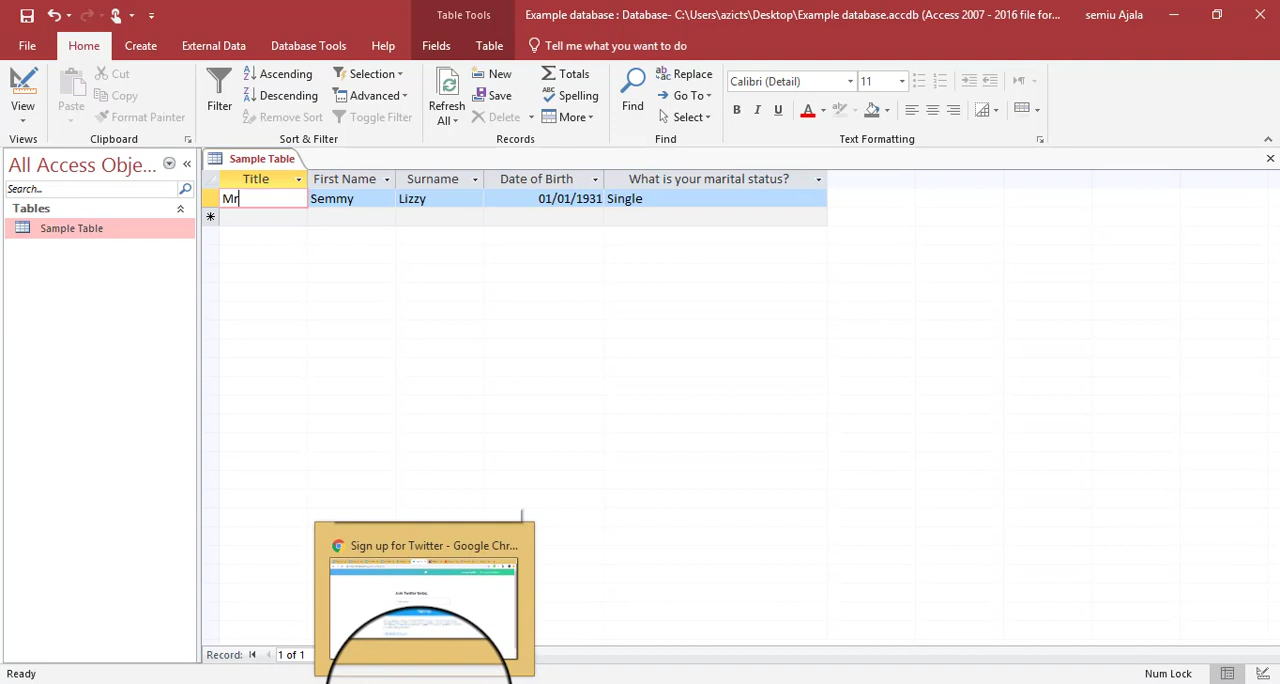 Table Tools
Example database : Database- C:\Users\azicts\Desktop\Example database.accdb (Access 2007 - 2016 file for...
semiu Ajala
File Home Create External Data Database Tools Help Fields Table Tell me what you want to do
View
Views
Paste
Cut
Copy
Format Painter
Clipboard
Filter
Ascending
Descending
Remove Sort
Selection
Advanced
Toggle Filter
Sort & Filter
Refresh
All
New
Save
Delete
Totals
Spelling
More
Records
Find
Replace
Go To
Select
Find
Calibri (Detail) 11
B I U
Text Formatting
All Access Obje...
Search...
Tables
Sample Table
Sample Table
Title First Name Surname Date of Birth What is your marital status?
Mr Semmy Lizzy 01/01/1931 Single
Sign up for Twitter - Google Chr...
Join Twitter today.
Record: 1 of 1
Ready
Num Lock